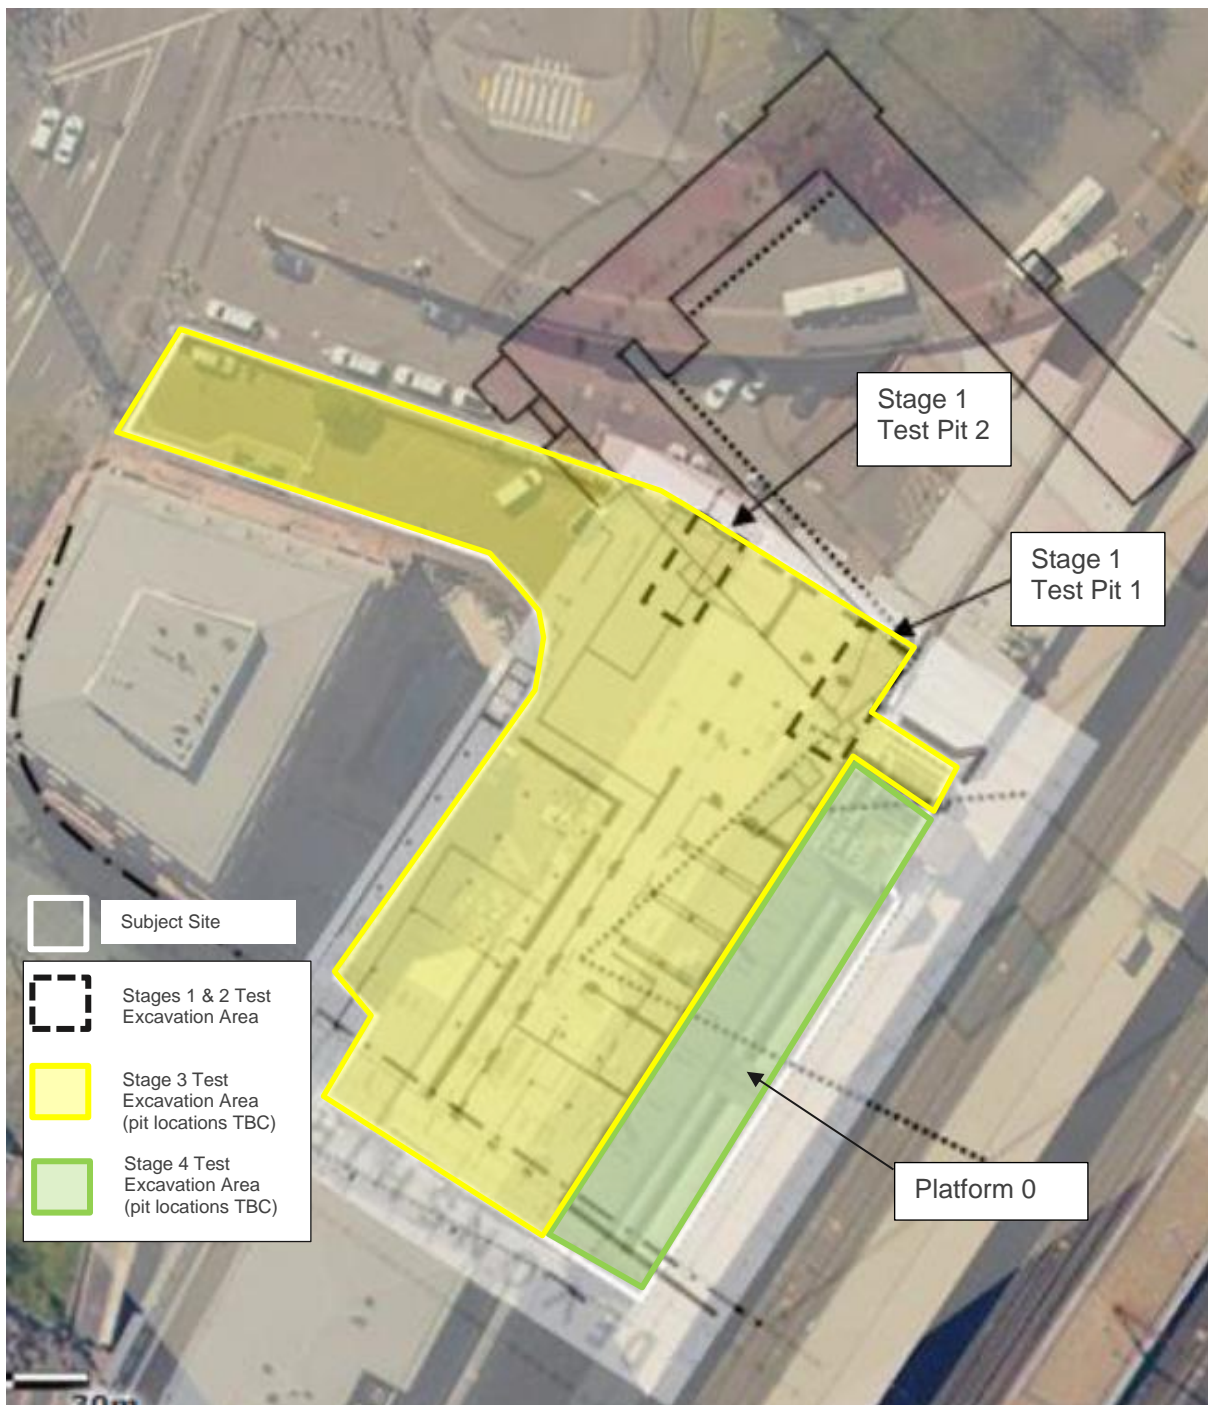 Stage 1
Test Pit 2
Stage 1
Test Pit 1
Subject Site
Stages 1 & 2 Test
Excavation Area
Stage 3 Test
Excavation Area
(pit locations TBC)
Stage 4 Test
Excavation Area
(pit locations TBC)
Platform 0
20m